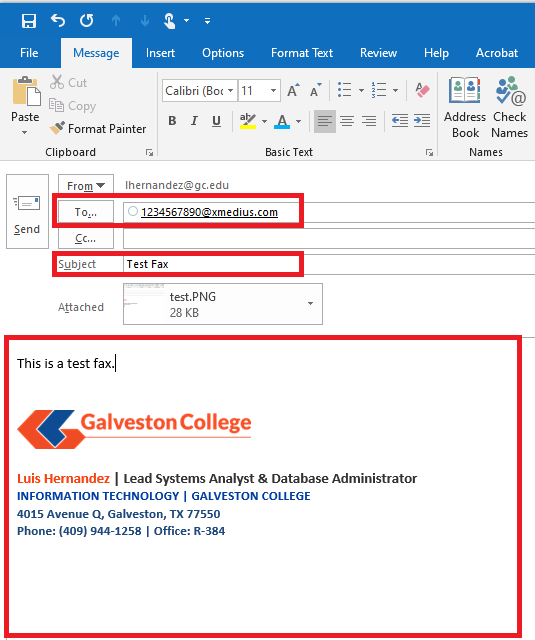 File Message Insert Options Format Text Review Help Acrobat
Paste
Cut
Copy
Format Painter
Clipboard
Calibri (Boc 11 A A
B I U ab A
Basic Text
Address Book
Check Names
Names
Send
From lhernandez@gc.edu
To... 1234567890@xmedius.com
Cc...
Subject Test Fax
Attached test.PNG
28 KB
This is a test fax.
Galveston College
Luis Hernandez | Lead Systems Analyst & Database Administrator
INFORMATION TECHNOLOGY | GALVESTON COLLEGE
4015 Avenue Q, Galveston, TX 77550
Phone: (409) 944-1258 | Office: R-384